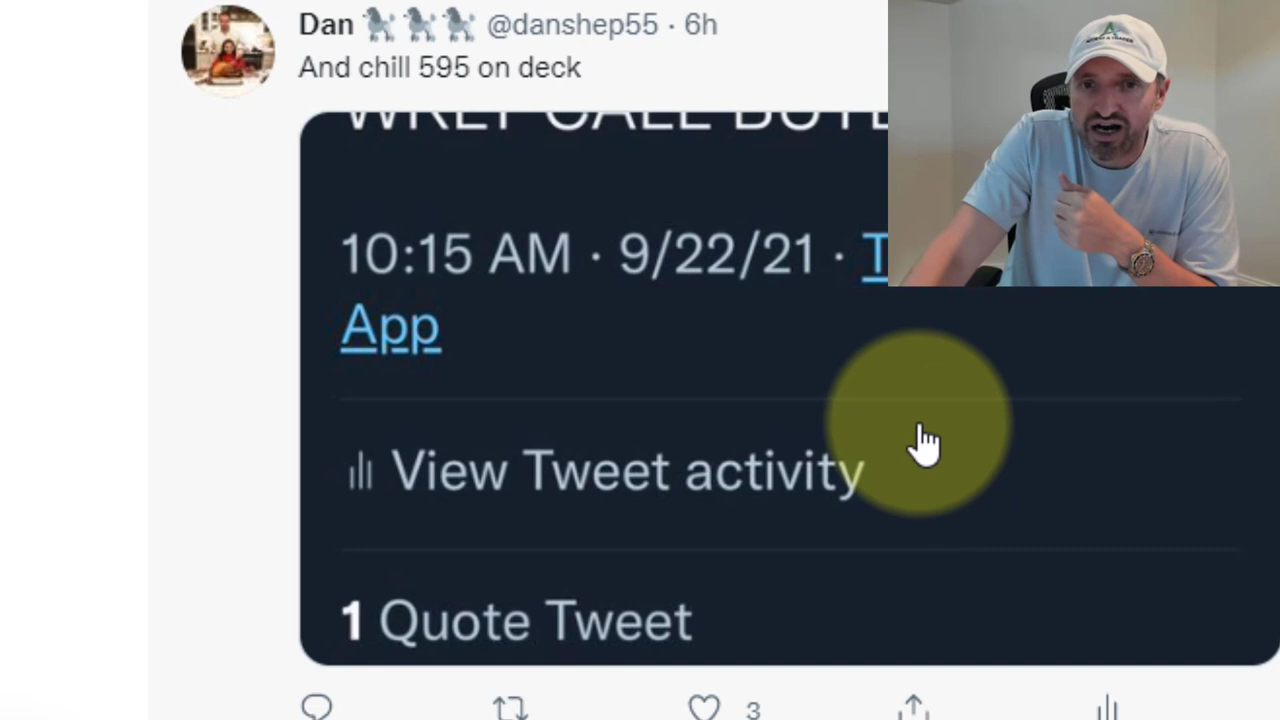 Dan 🐩🐩🐩 @danshep55 · 6h
And chill 595 on deck
CALL
10:15 AM · 9/22/21 ·
App
View Tweet activity
1 Quote Tweet
3